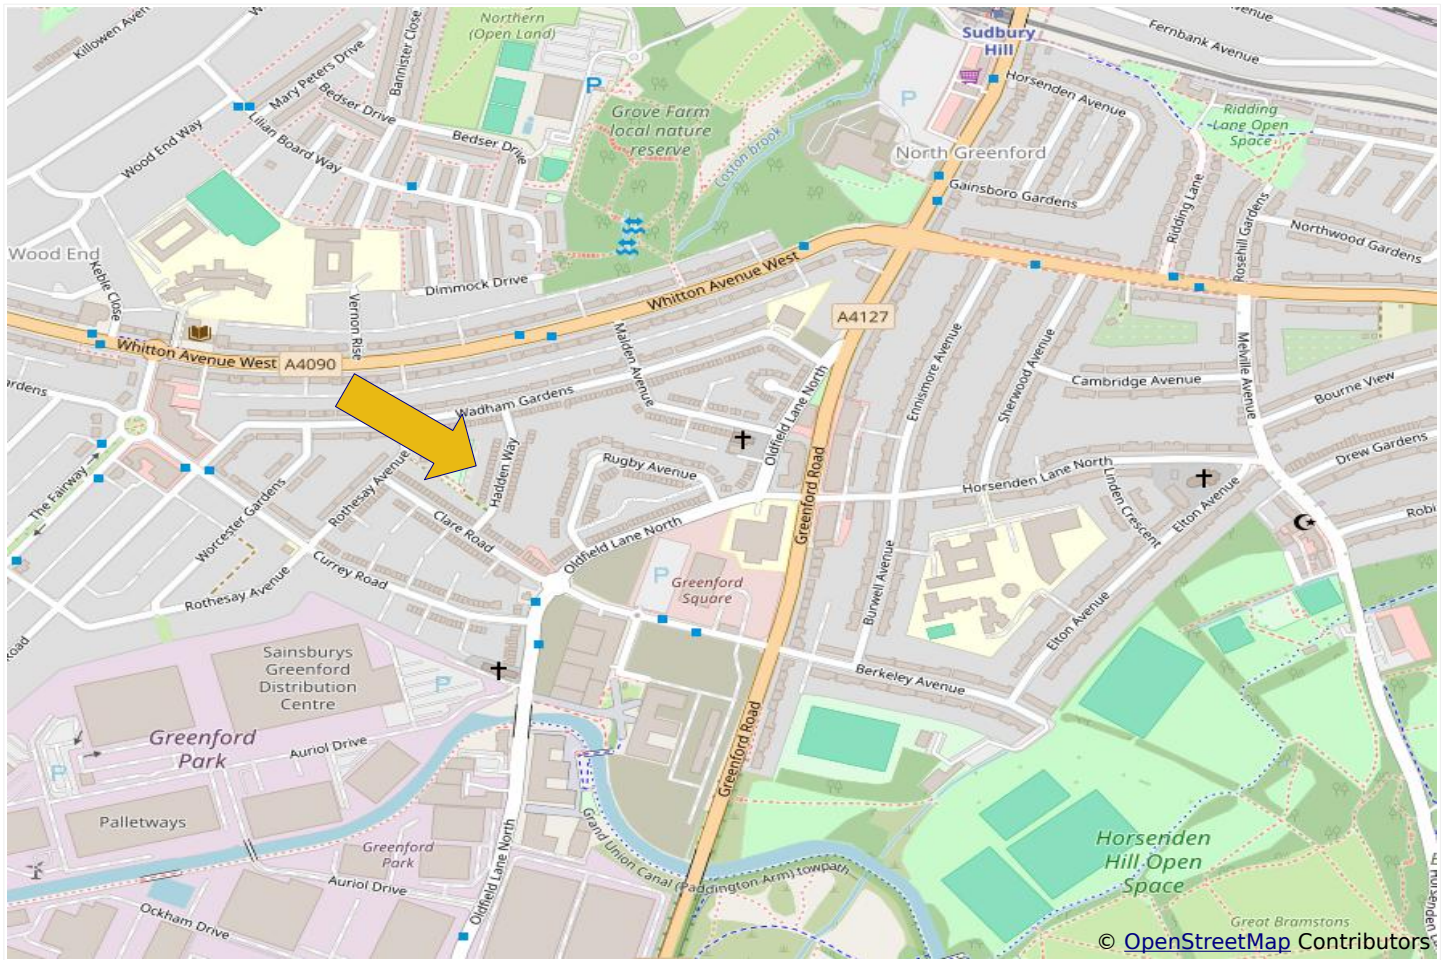 Killowen Aven
Mary Peters Drive
Bannister Close
Northern
(Open Land)
Sudbury
Hill
Fernbank Avenue
venue
Horsenden Avenue
Bedser Drive
Bedser Drive
Lilian Board Way
Wood End Way
P
Grove Farm
local nature
reserve
Coston brook
P
North Greenford
Gainsboro Gardens
Ridding
Lane Open
Space
Ridding Lane
Rosehill Gardens
Northwood Gardens
Wood End
Keble Close
Vernon Rise
Dimmock Drive
Whitton Avenue West
Whitton Avenue West
A4090
A4127
Malden Avenue
Ennismore Avenue
Sherwood Avenue
Cambridge Avenue
Melville Avenue
Bourne View
Drew Gardens
ardens
Wadham Gardens
Hadden Way
Rugby Avenue
Oldfield Lane North
Greenford Road
Horsenden Lane North
Linden Crescent
Elton Avenue
Robi
The Fairway
Worcester Gardens
Rothesay Avenue
Clare Road
Oldfield Lane North
Currey Road
Rothesay Avenue
P
Greenford
Square
Burwell Avenue
Elton Avenue
Berkeley Avenue
Road
Sainsburys
Greenford
Distribution
Centre
P
Greenford
Park
Auriol Drive
P
Palletways
Greenford
Park
Auriol Drive
Ockham Drive
Oldfield Lane North
Greenford Road
Grand Union Canal (Paddington Arm) towpath
Horsenden
Hill Open
Space
Great Bramstons
© OpenStreetMap Contributors